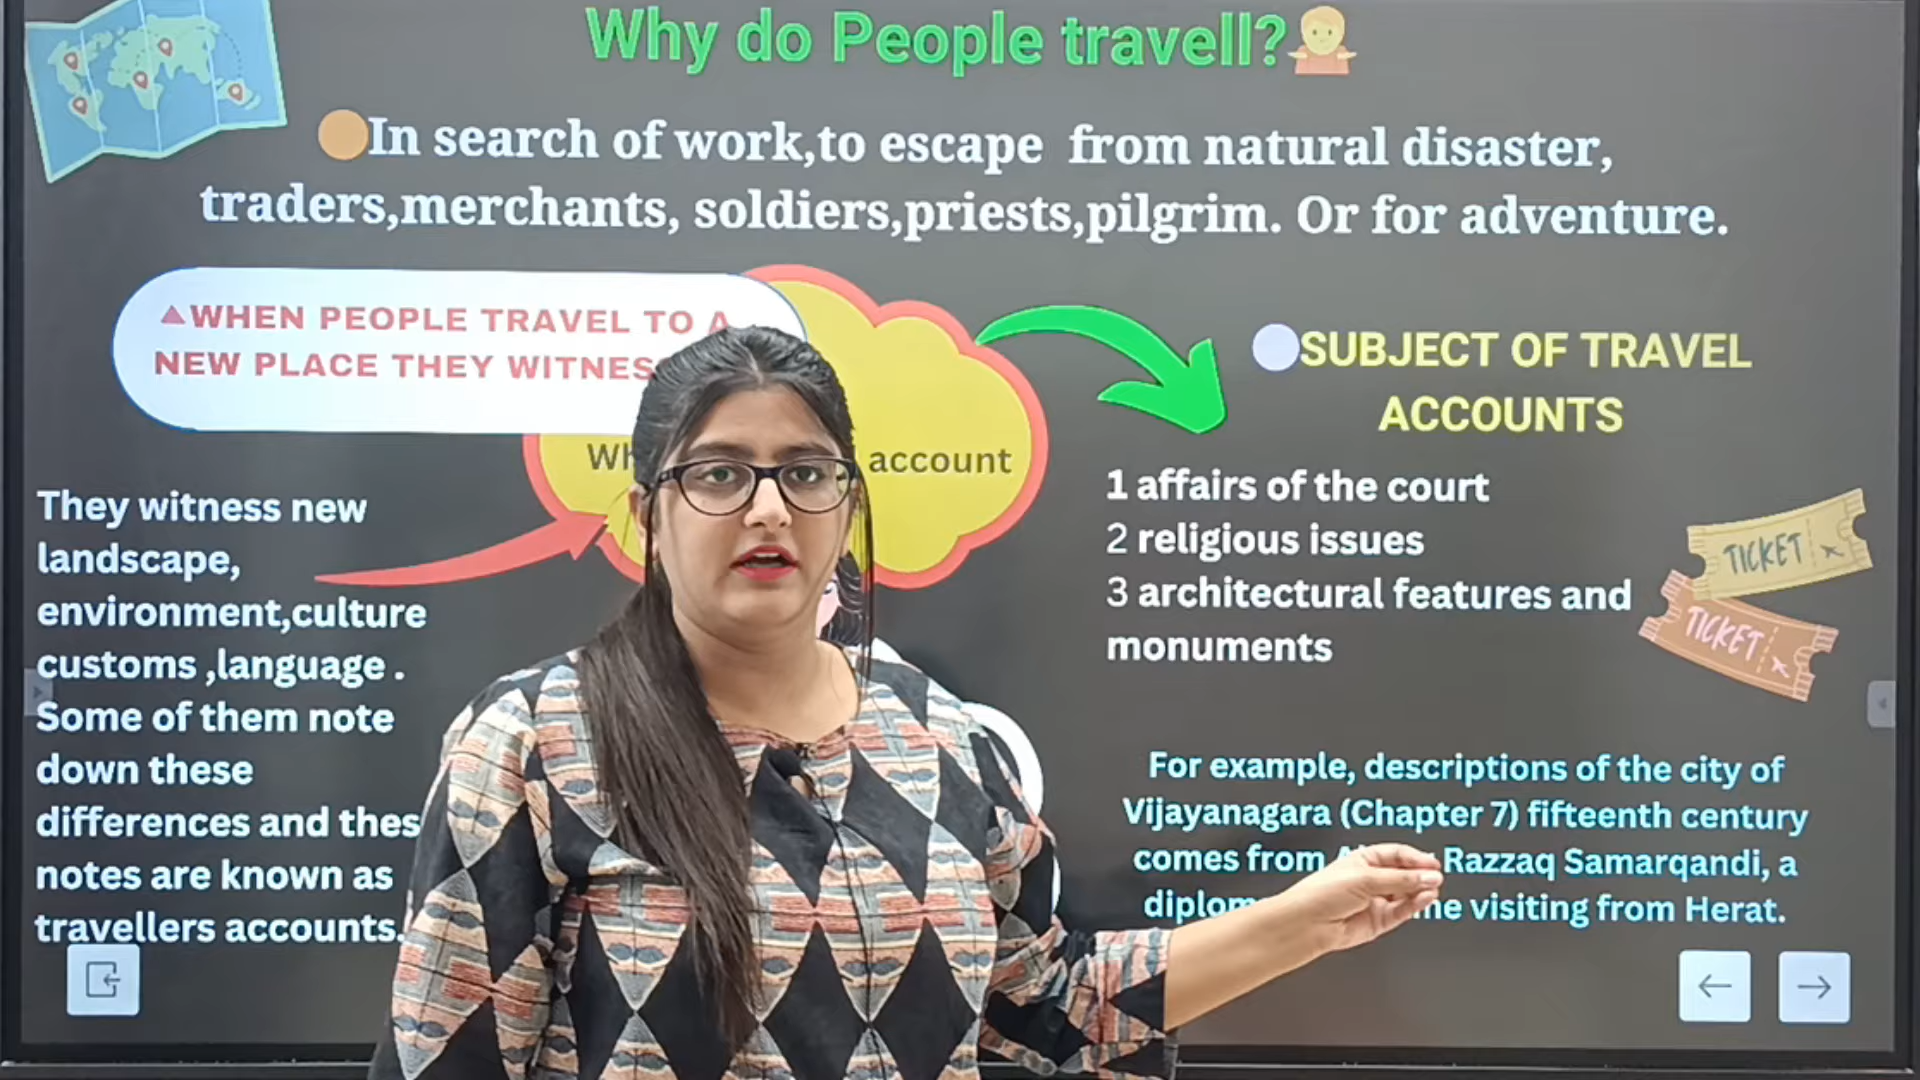 Why do People travell?
In search of work,to escape from natural disaster,
traders,merchants, soldiers,priests,pilgrim. Or for adventure.
WHEN PEOPLE TRAVEL TO A
NEW PLACE THEY WITNESS
account
They witness new
landscape,
environment,culture
customs ,language .
Some of them note
down these
differences and thes
notes are known as
travellers accounts.
SUBJECT OF TRAVEL
ACCOUNTS
1 affairs of the court
2 religious issues
3 architectural features and
monuments
TICKET
TICKET
For example, descriptions of the city of
Vijayanagara (Chapter 7) fifteenth century
comes from Razzaq Samarqandi, a
visiting from Herat.